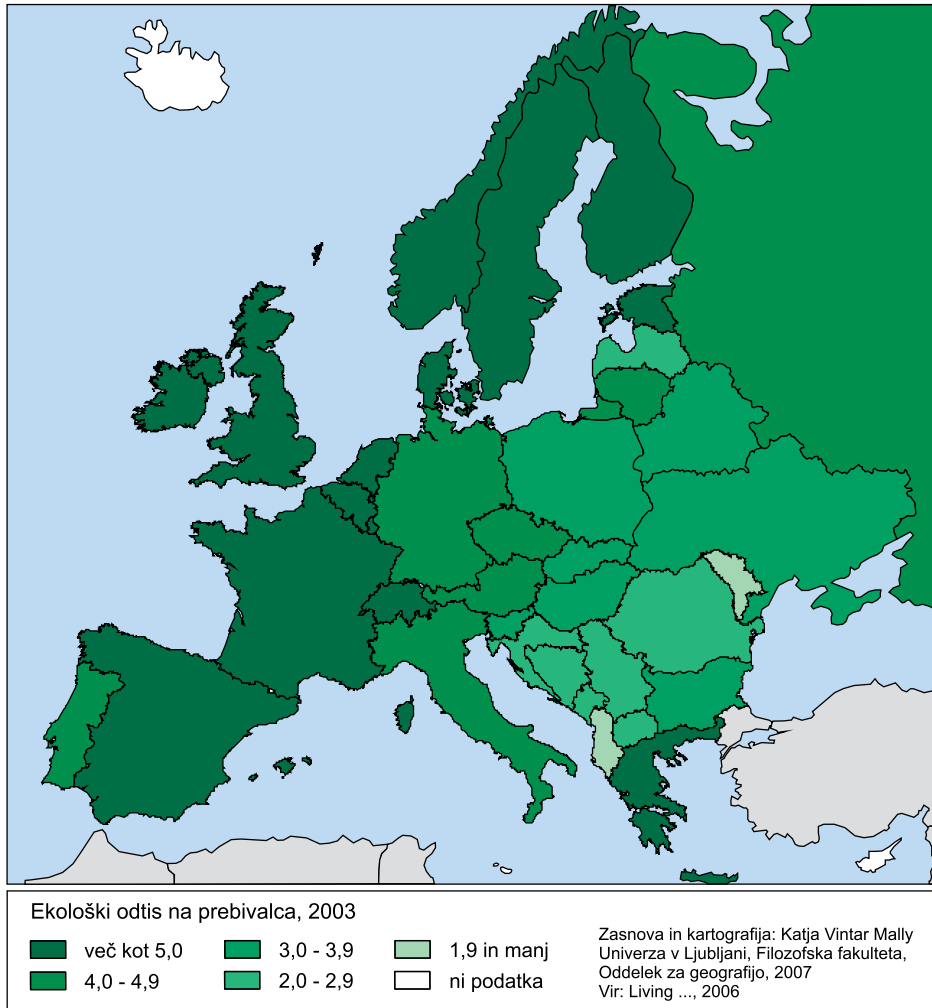 Ekološki odtis na prebivalca, 2003
več kot 5,0
4,0 - 4,9
3,0 - 3,9
2,0 - 2,9
1,9 in manj
ni podatka
Zasnova in kartografija: Katja Vintar Mally
Univerza v Ljubljani, Filozofska fakulteta,
Oddelek za geografijo, 2007
Vir: Living ..., 2006